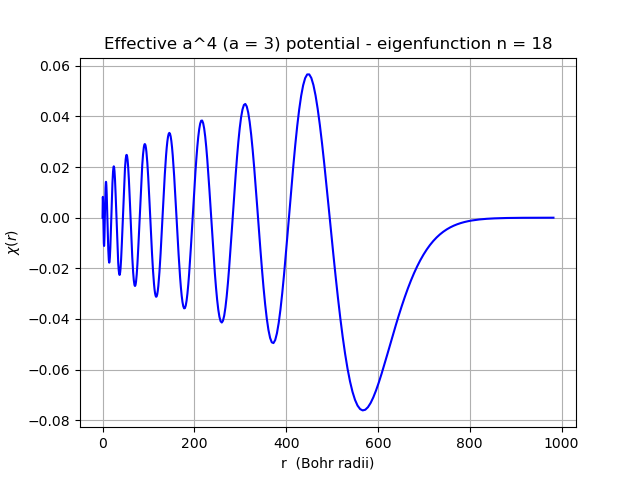 Effective a^4 (a = 3) potential - eigenfunction n = 18
0.06
0.04
0.02
0.00
−0.02
−0.04
−0.06
−0.08
χ(r)
0 200 400 600 800 1000
r (Bohr radii)